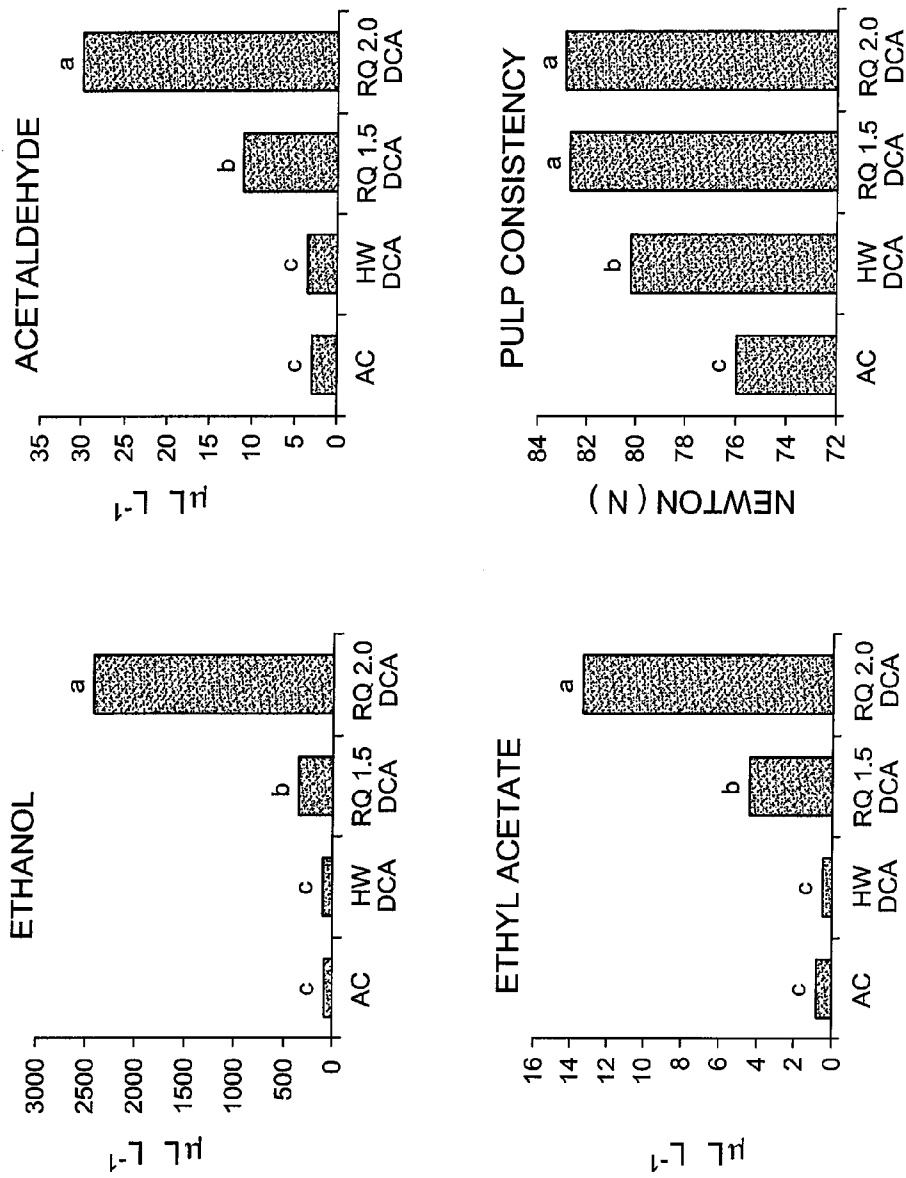 ETHANOL
3000
2500
2000
1500
1000
500
0
µL L-1
c
c
b
a
AC
HW
DCA
RQ 1.5
DCA
RQ 2.0
DCA
ACETALDEHYDE
35
30
25
20
15
10
5
0
µL L-1
c
c
b
a
AC
HW
DCA
RQ 1.5
DCA
RQ 2.0
DCA
ETHYL ACETATE
16
14
12
10
8
6
4
2
0
µL L-1
c
c
b
a
AC
HW
DCA
RQ 1.5
DCA
RQ 2.0
DCA
PULP CONSISTENCY
84
82
80
78
76
74
72
NEWTON ( N )
c
b
a
a
AC
HW
DCA
RQ 1.5
DCA
RQ 2.0
DCA